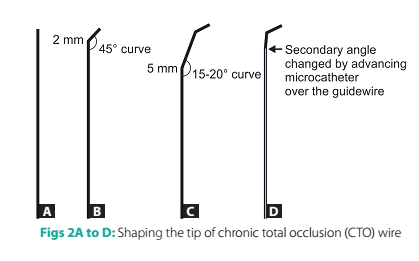 2 mm
45° curve
5 mm
15-20° curve
Secondary angle
changed by advancing
microcatheter
over the guidewire
A
B
C
D
Figs 2A to D: Shaping the tip of chronic total occlusion (CTO) wire